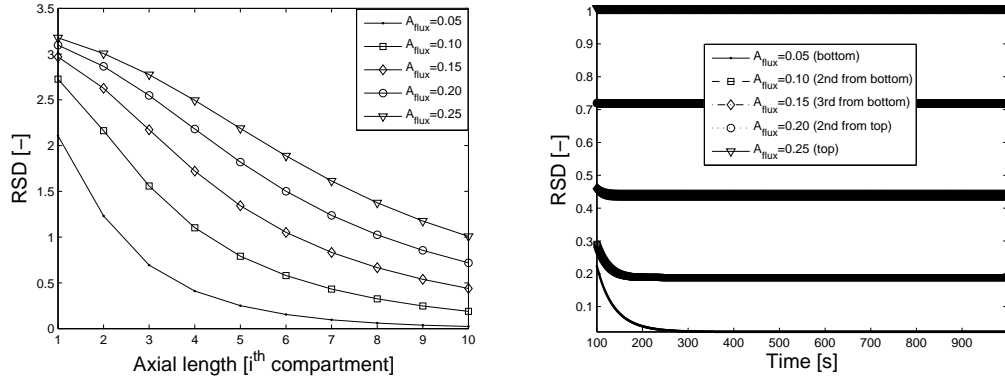 3.5
3
2.5
2
1.5
1
0.5
0
1 2 3 4 5 6 7 8 9 10
RSD [−]
Axial length [i^th compartment]
A_flux=0.05
A_flux=0.10
A_flux=0.15
A_flux=0.20
A_flux=0.25
1
0.9
0.8
0.7
0.6
0.5
0.4
0.3
0.2
0.1
100 200 300 400 500 600 700 800 900
RSD [−]
Time [s]
A_flux=0.05 (bottom)
A_flux=0.10 (2nd from bottom)
A_flux=0.15 (3rd from bottom)
A_flux=0.20 (2nd from top)
A_flux=0.25 (top)